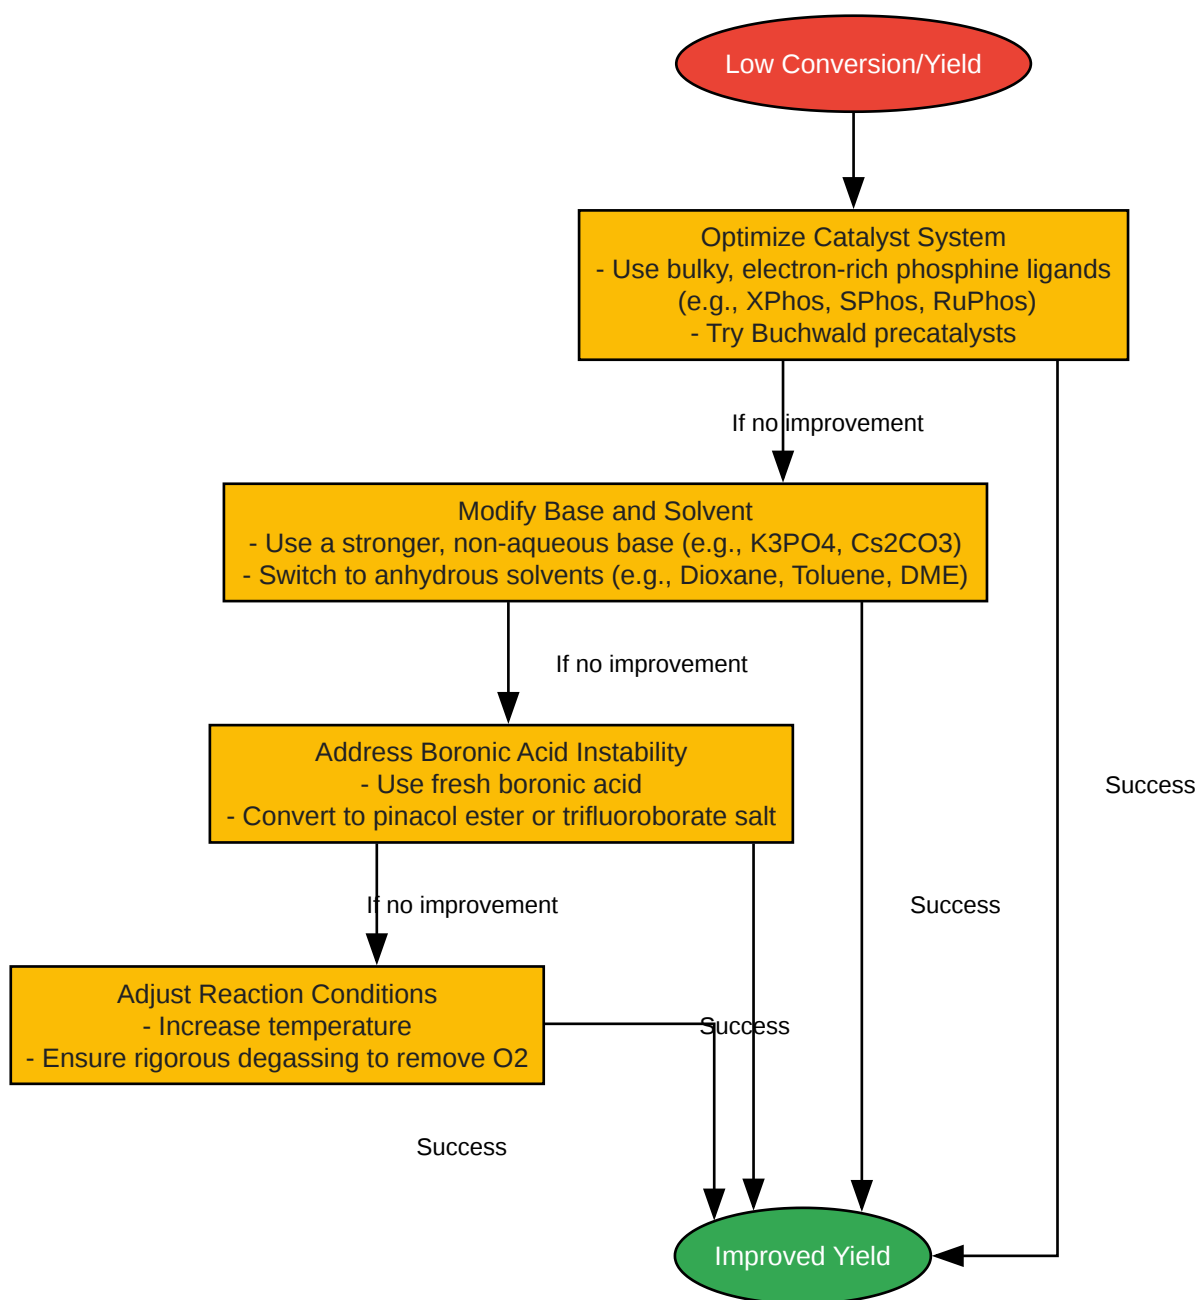 Low Conversion/Yield
Optimize Catalyst System
- Use bulky, electron-rich phosphine ligands
(e.g., XPhos, SPhos, RuPhos)
- Try Buchwald precatalysts
If no improvement
Modify Base and Solvent
- Use a stronger, non-aqueous base (e.g., K3PO4, Cs2CO3)
- Switch to anhydrous solvents (e.g., Dioxane, Toluene, DME)
If no improvement
Address Boronic Acid Instability
- Use fresh boronic acid
- Convert to pinacol ester or trifluoroborate salt
Success
If no improvement
Success
Adjust Reaction Conditions
- Increase temperature
- Ensure rigorous degassing to remove O2
Success
Success
Improved Yield